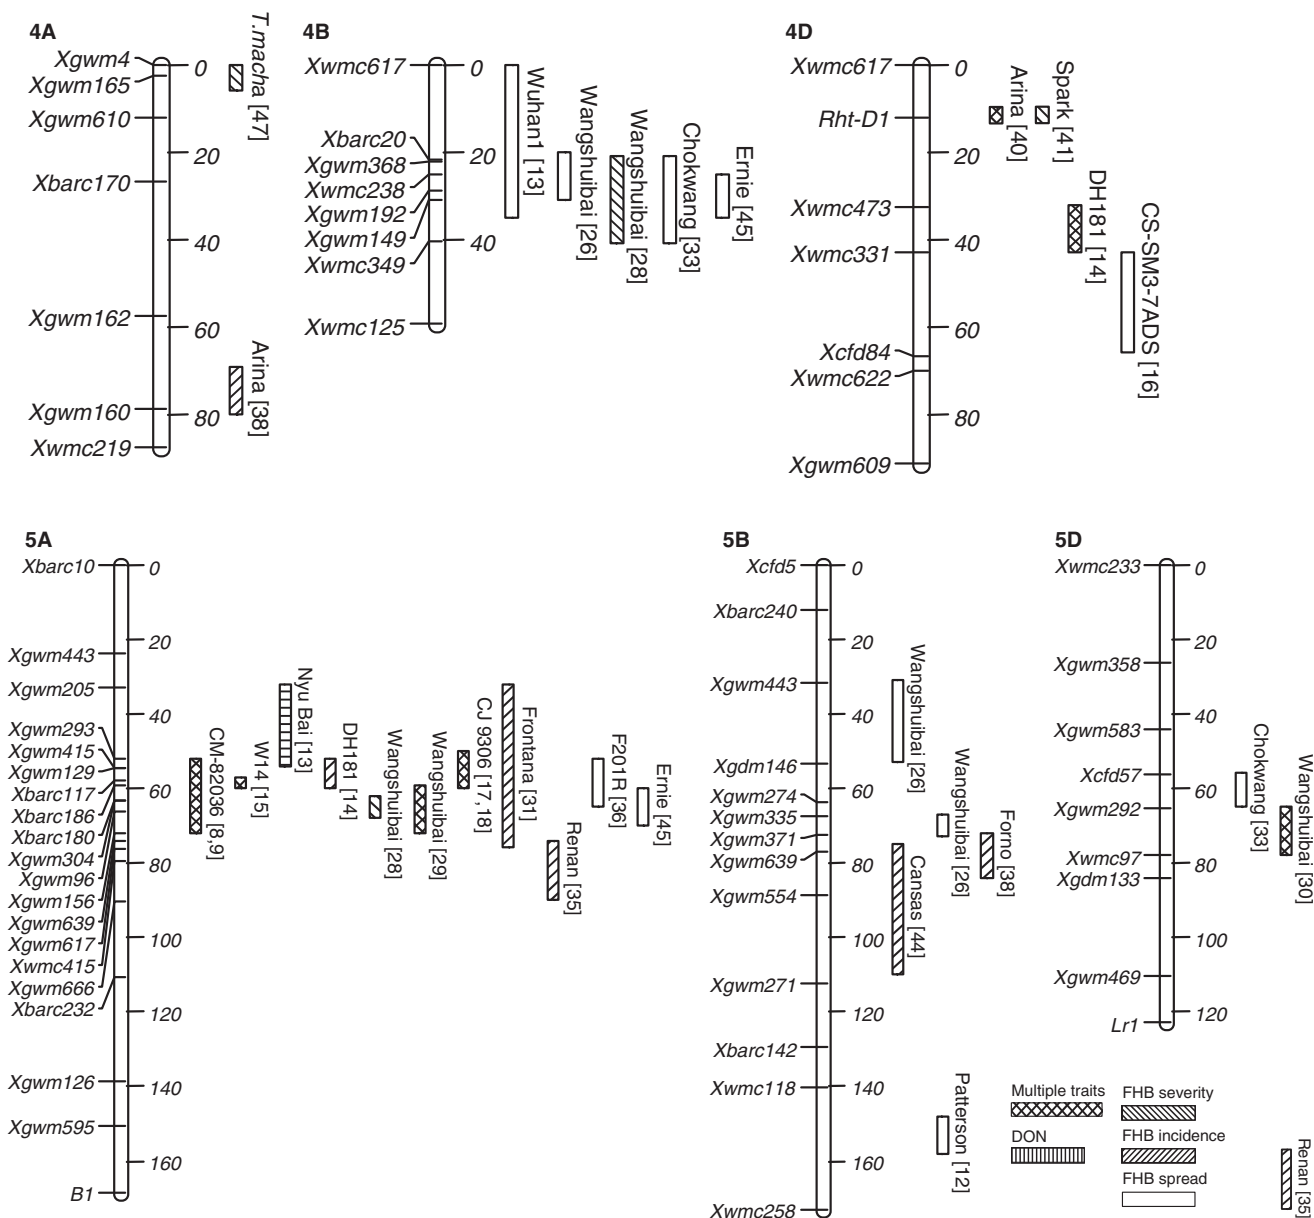 4A
Xgwm4
Xgwm165
Xgwm610
Xbarc170
Xgwm162
Xgwm160
Xwmc219
0
20
40
60
80
T.macha [47]
Arina [38]
4B
Xwmc617
Xbarc20
Xgwm368
Xwmc238
Xgwm192
Xgwm149
Xwmc349
Xwmc125
0
20
40
Wuhan1 [13]
Wangshuibai [26]
Wangshuibai [28]
Chokwang [33]
Ernie [45]
4D
Xwmc617
Rht-D1
Xwmc473
Xwmc331
Xcfd84
Xwmc622
Xgwm609
0
20
40
60
80
Arina [40]
Spark [41]
DH181 [14]
CS-SM3-7ADS [16]
5A
Xbarc10
Xgwm443
Xgwm205
Xgwm293
Xgwm415
Xgwm129
Xbarc117
Xbarc186
Xbarc180
Xgwm304
Xgwm96
Xgwm156
Xgwm639
Xgwm617
Xwmc415
Xgwm666
Xbarc232
Xgwm126
Xgwm595
B1
0
20
40
60
80
100
120
140
160
CM-82036 [8,9]
W14 [15]
Nyu Bai [13]
DH181 [14]
Wangshuibai [28]
Wangshuibai [29]
CJ 9306 [17,18]
Frontana [31]
Renan [35]
F201R [36]
Ernie [45]
5B
Xcfd5
Xbarc240
Xgwm443
Xgdm146
Xgwm274
Xgwm335
Xgwm371
Xgwm639
Xgwm554
Xgwm271
Xbarc142
Xwmc118
Xwmc258
0
20
40
60
80
100
120
140
160
Wangshuibai [26]
Cansas [44]
Wangshuibai [26]
Forno [38]
Patterson [12]
5D
Xwmc233
Xgwm358
Xgwm583
Xcfd57
Xgwm292
Xwmc97
Xgdm133
Xgwm469
Lr1
0
20
40
60
80
100
120
Chokwang [33]
Wangshuibai [30]
Renan [35]
Multiple traits
DON
FHB severity
FHB incidence
FHB spread